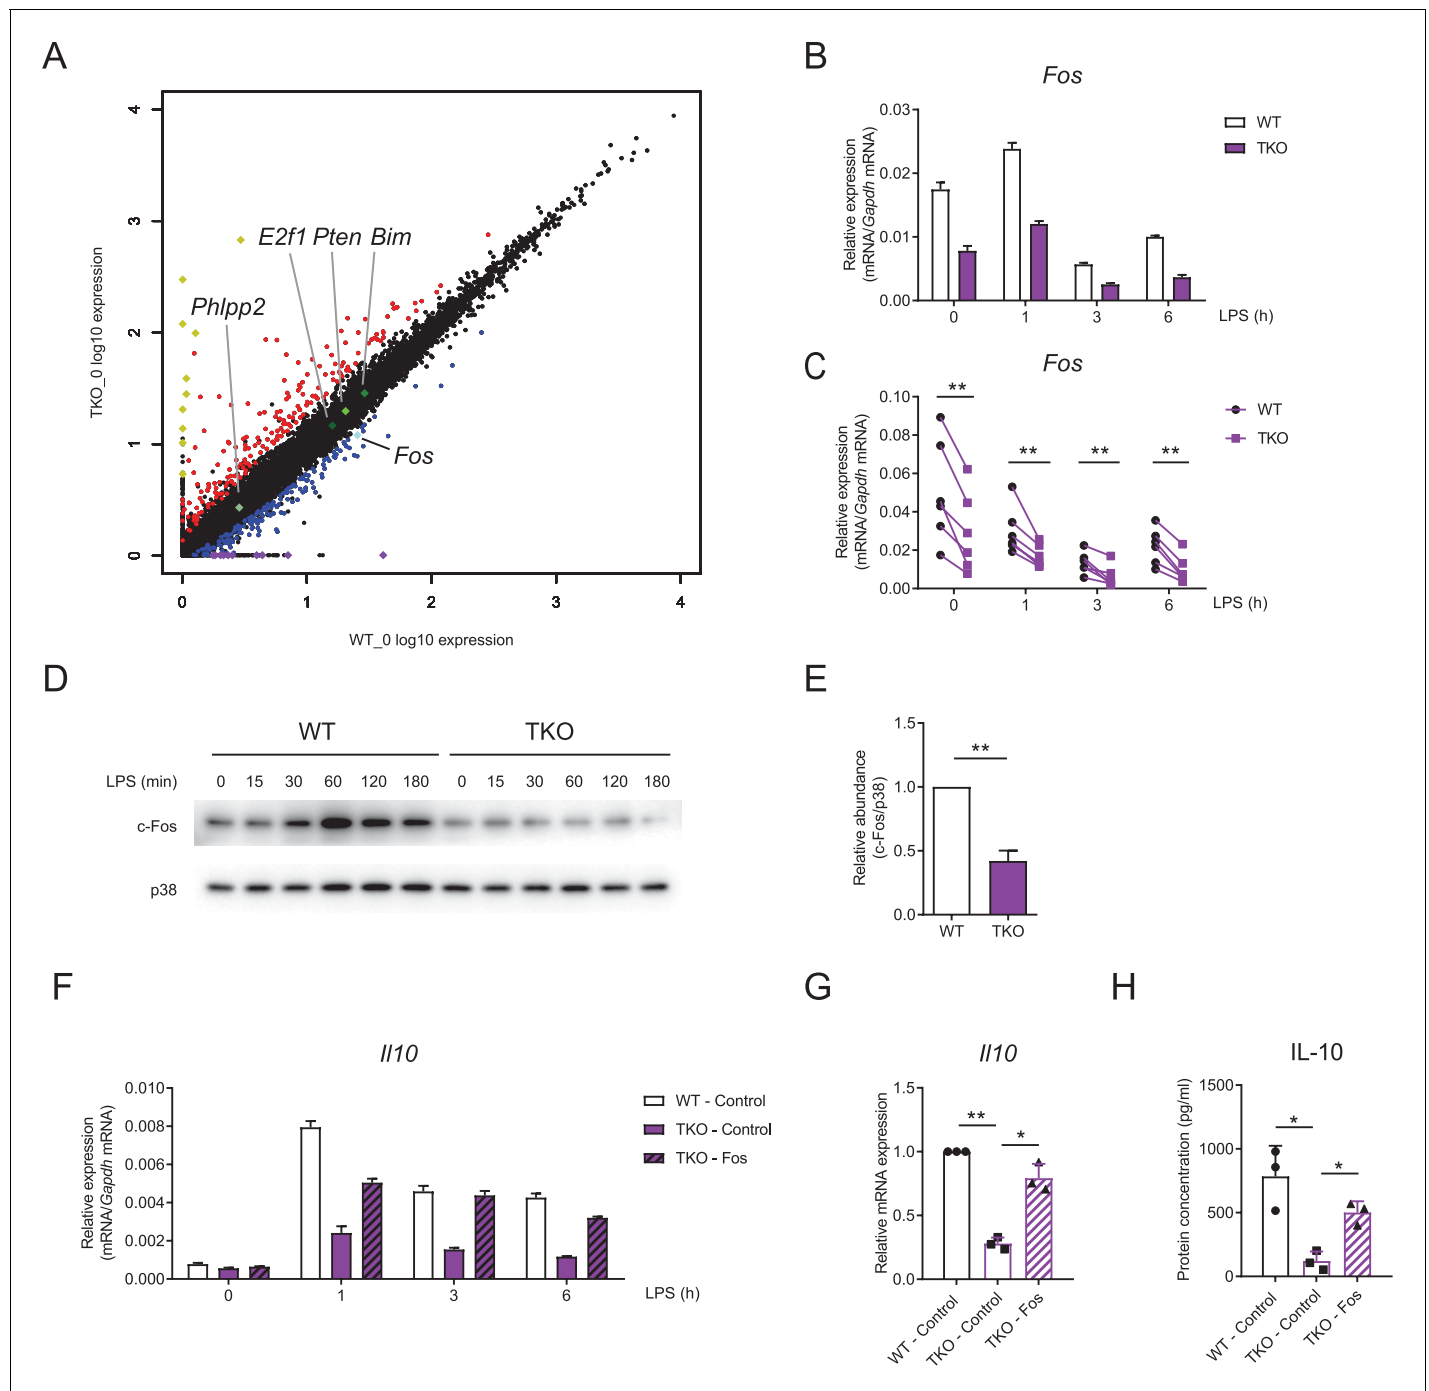 A
4
3
2
1
0
0
1
2
3
4
TKO_0 log10 expression
WT_0 log10 expression
E2f1 Pten Bim
Phlpp2
Fos
B
Fos
0.03
0.02
0.01
0.00
Relative expression
(mRNA/Gapdh mRNA)
0
1
3
6
LPS (h)
WT
TKO
C
Fos
0.10
0.08
0.06
0.04
0.02
0.00
Relative expression
(mRNA/Gapdh mRNA)
**
**
**
**
0
1
3
6
LPS (h)
WT
TKO
D
WT
TKO
LPS (min)
0 15 30 60 120 180 0 15 30 60 120 180
c-Fos
p38
E
1.5
1.0
0.5
0.0
Relative abundance
(c-Fos/p38)
**
WT
TKO
F
Il10
0.010
0.008
0.006
0.004
0.002
0.000
Relative expression
(mRNA/Gapdh mRNA)
0
1
3
6
LPS (h)
WT - Control
TKO - Control
TKO - Fos
G
Il10
1.5
1.0
0.5
0.0
Relative mRNA expression
**
*
WT - Control
TKO - Control
TKO - Fos
H
IL-10
1500
1000
500
0
Protein concentration (pg/ml)
*
*
WT - Control
TKO - Control
TKO - Fos